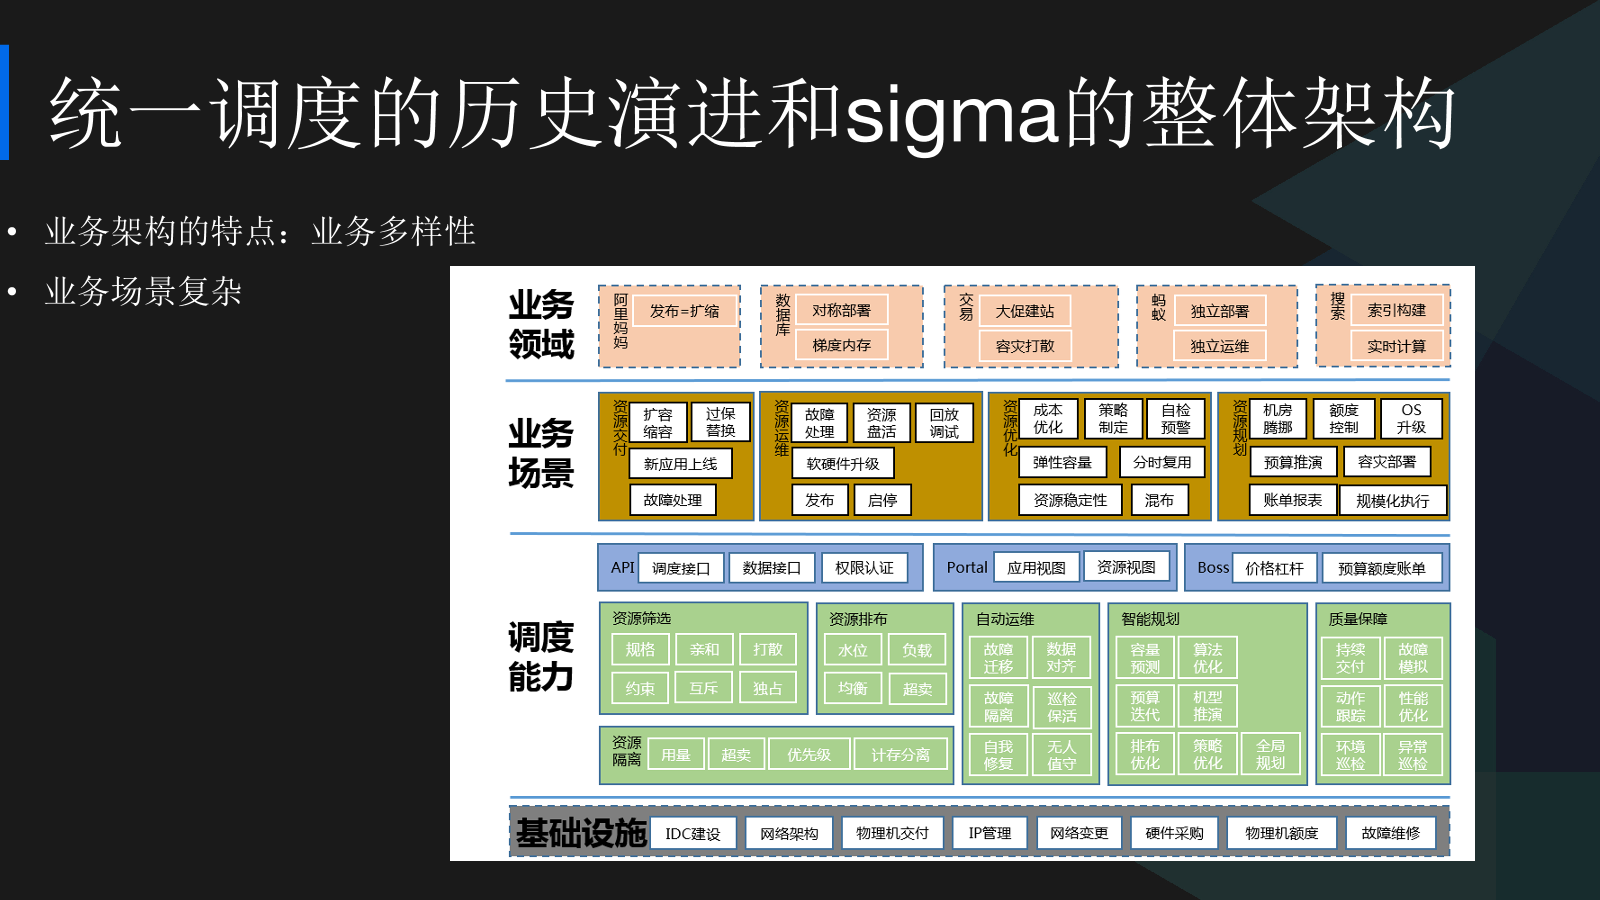 统一调度的历史演进和sigma的整体架构
• 业务架构的特点：业务多样性
• 业务场景复杂
业务
领域
阿里妈妈
发布=扩缩
数据库
对称部署
梯度内存
交易
大促建站
容灾打散
蚂蚁
独立部署
独立运维
搜索
索引构建
实时计算
业务
场景
资源交付
扩容
缩容
过保
替换
新应用上线
故障处理
资源运维
故障
处理
资源
盘活
回放
调试
软硬件升级
发布
启停
资源优化
成本
优化
策略
制定
自检
预警
弹性容量
分时复用
资源稳定性
混布
资源规划
机房
腾挪
额度
控制
OS
升级
预算推演
容灾部署
账单报表
规模化执行
调度
能力
API
调度接口
数据接口
权限认证
Portal
应用视图
资源视图
Boss
价格杠杆
预算额度账单
资源筛选
规格
亲和
打散
约束
互斥
独占
资源排布
水位
负载
均衡
超卖
资源
隔离
用量
超卖
优先级
计存分离
自动运维
故障
迁移
数据
对齐
故障
隔离
巡检
保活
自我
修复
无人
值守
智能规划
容量
预测
算法
优化
预算
迭代
机型
推演
排布
优化
策略
优化
全局
规划
质量保障
持续
交付
故障
模拟
动作
跟踪
性能
优化
环境
巡检
异常
巡检
基础设施
IDC建设
网络架构
物理机交付
IP管理
网络变更
硬件采购
物理机额度
故障维修